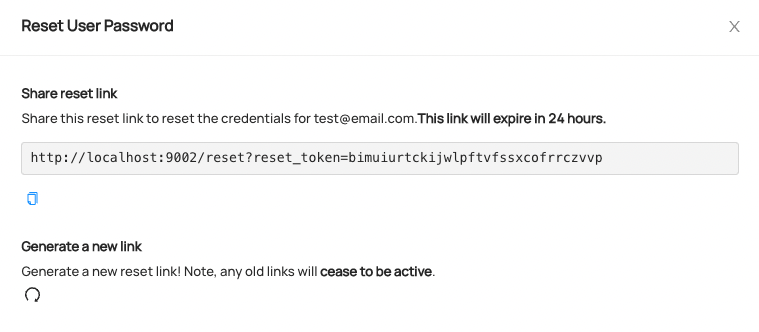 Reset User Password
Share reset link
Share this reset link to reset the credentials for test@email.com.This link will expire in 24 hours.
http://localhost:9002/reset?reset_token=bimuiurtckijwlpftvfssxcofrrczvvp
Generate a new link
Generate a new reset link! Note, any old links will cease to be active.